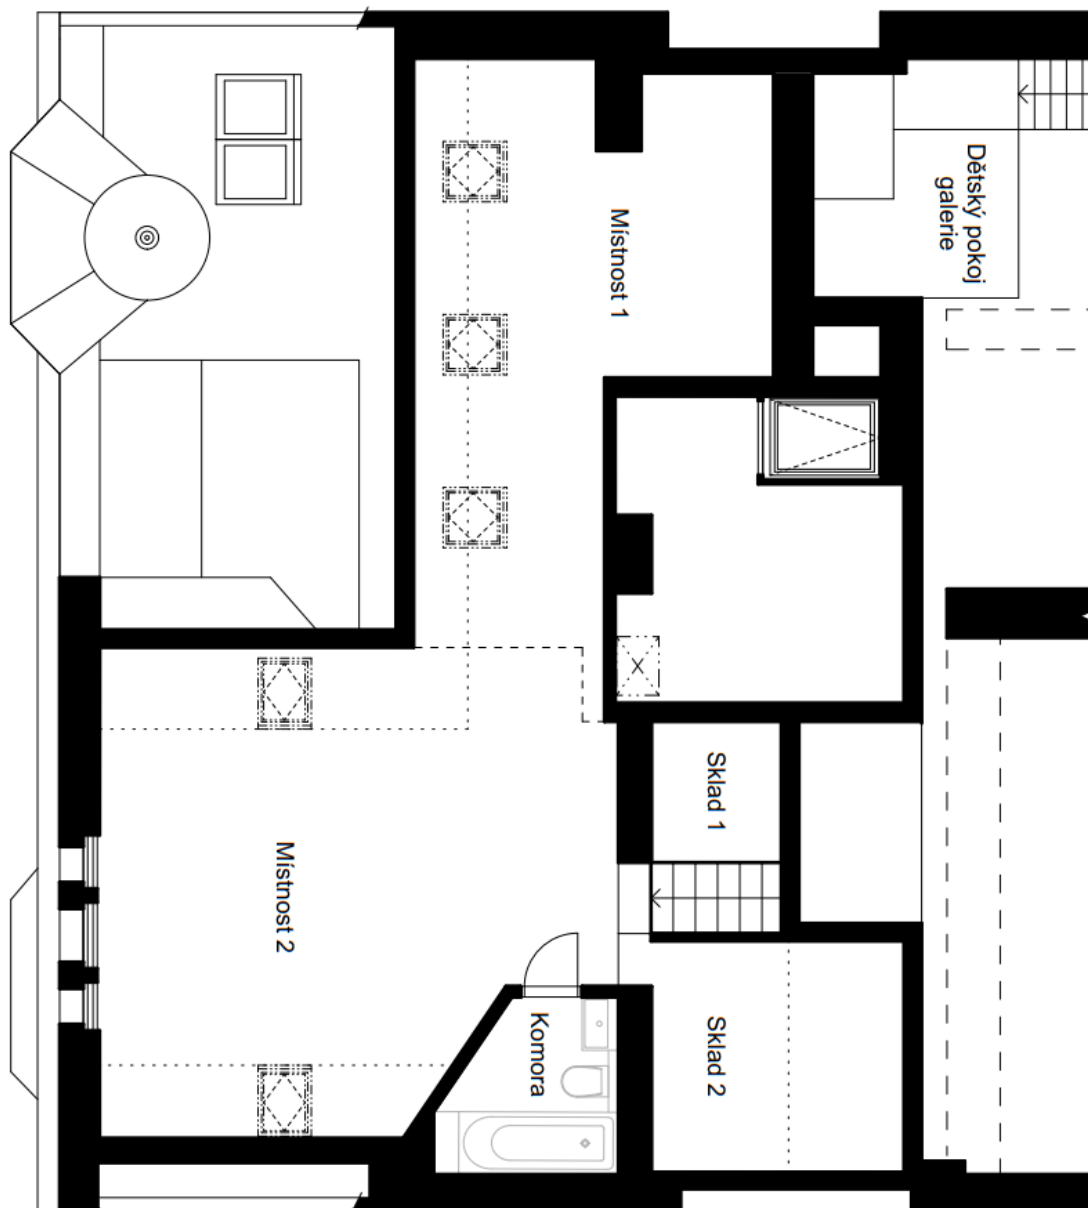 Dětský pokoj
galerie
Místnost 1
Sklad 1
Místnost 2
Sklad 2
Komora